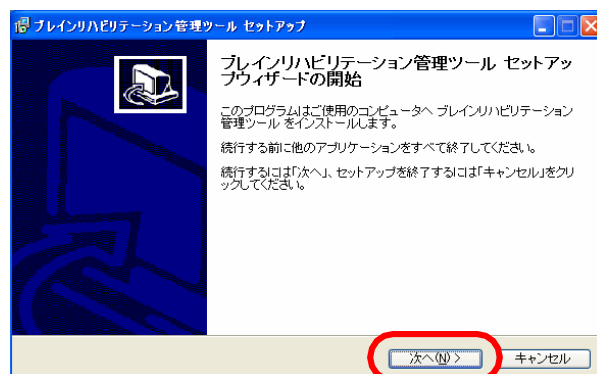 ブレインリハビリテーション管理ツール セットアップ
ブレインリハビリテーション管理ツール セットアッ
プウィザードの開始
このプログラムはご使用のコンピュータへ ブレインリハビリテーション
管理ツール をインストールします。
続行する前に他のアプリケーションをすべて終了してください。
続行するには「次へ」、セットアップを終了するには「キャンセル」をクリ
ックしてください。
次へ(N) >
キャンセル